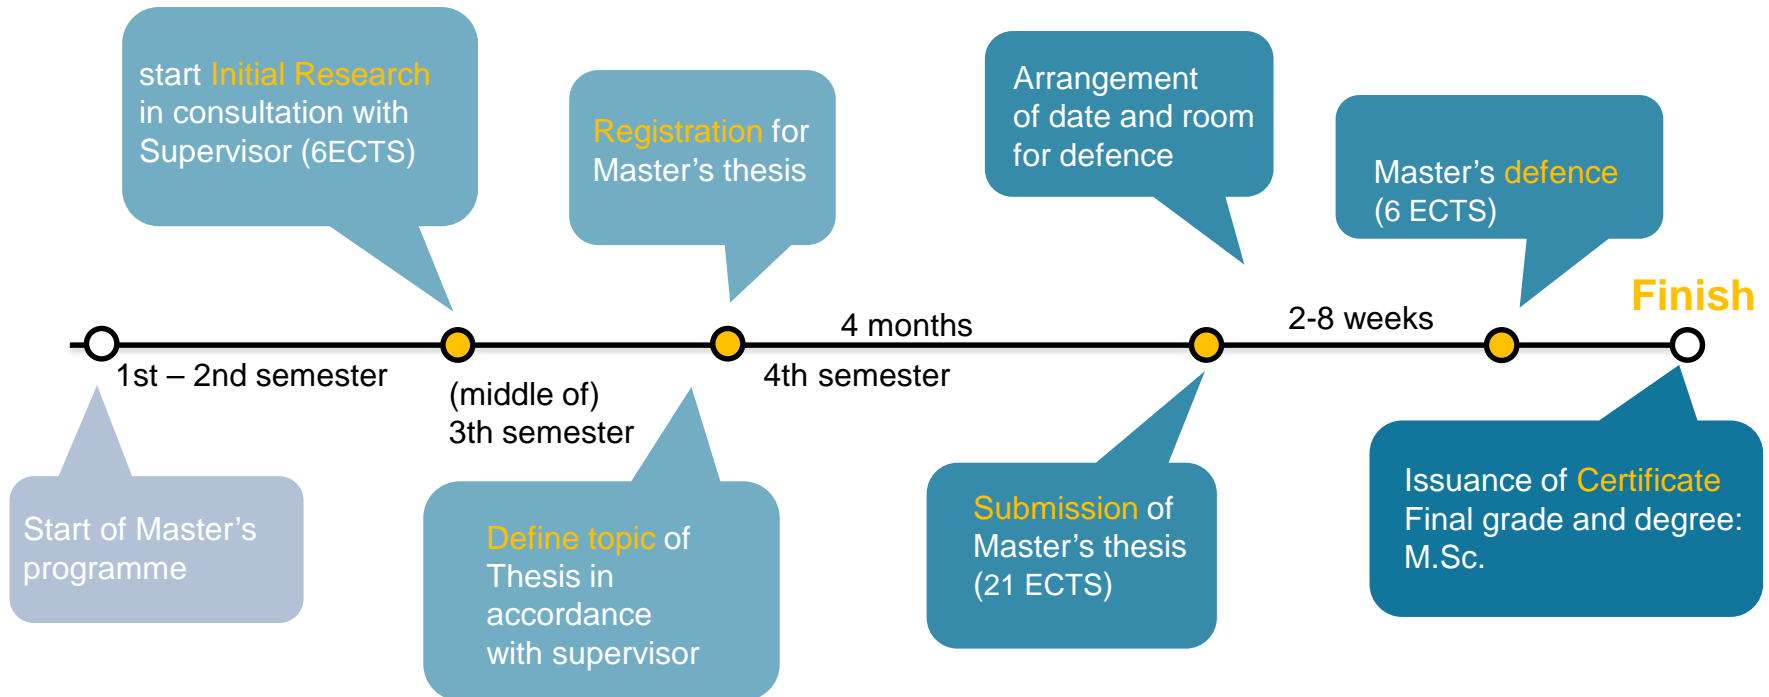 start Initial Research
in consultation with
Supervisor (6ECTS)
Registration for
Master’s thesis
Arrangement
of date and room
for defence
Master’s defence
(6 ECTS)
Finish
4 months
2-8 weeks
1st – 2nd semester
(middle of)
3th semester
4th semester
Start of Master’s
programme
Define topic of
Thesis in
accordance
with supervisor
Submission of
Master’s thesis
(21 ECTS)
Issuance of Certificate
Final grade and degree:
M.Sc.